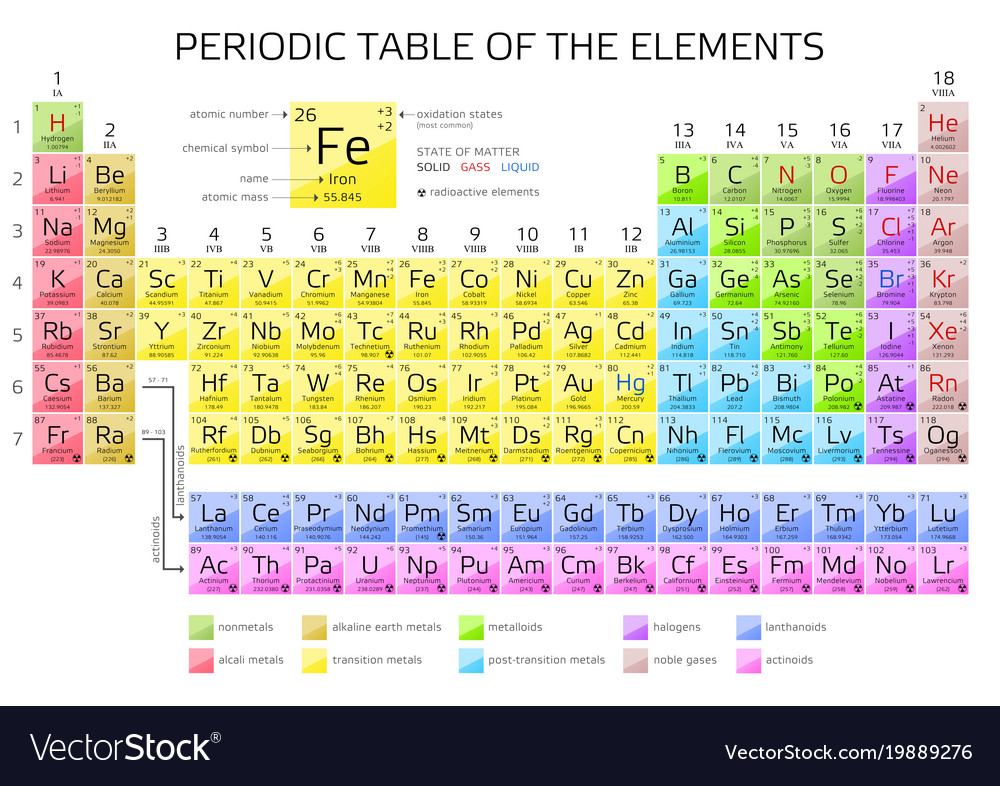 PERIODIC TABLE OF THE ELEMENTS
1 18
IA VIIIA
atomic number 26 +3 +2 oxidation states (most common)
chemical symbol Fe
name Iron
atomic mass 55.845
STATE OF MATTER
SOLID GASS LIQUID
radioactive elements
2 13 14 15 16 17
IIA IIIA IVA VA VIA VIIA
3 4 5 6 7 8 9 10 11 12
IIIB IVB VB VIB VIIB VIIIB VIIIB VIIIB IB IIB
1
1 H Hydrogen 1.00794
2 He Helium 4.002602
2
3 Li Lithium 6.941
4 Be Beryllium 9.012182
5 B Boron 10.811
6 C Carbon 12.0107
7 N Nitrogen 14.0067
8 O Oxygen 15.9994
9 F Fluorine 18.998403
10 Ne Neon 20.1797
3
11 Na Sodium 22.98976
12 Mg Magnesium 24.3050
13 Al Aluminium 26.98153
14 Si Silicon 28.0855
15 P Phosphorus 30.97696
16 S Sulfer 32.065
17 Cl Chlorine 35.453
18 Ar Argon 39.948
4
19 K Potassium 39.0983
20 Ca Calcium 40.078
21 Sc Scandium 44.95591
22 Ti Titanium 47.867
23 V Vanadium 50.9415
24 Cr Chromium 51.9962
25 Mn Manganese 54.93804
26 Fe Iron 55.845
27 Co Cobalt 58.93319
28 Ni Nickel 58.6934
29 Cu Copper 63.546
30 Zn Zinc 65.38
31 Ga Gallium 69.723
32 Ge Germanium 72.64
33 As Arsenic 74.92160
34 Se Selenium 78.96
35 Br Bromine 79.904
36 Kr Krypton 83.798
5
37 Rb Rubidium 85.4678
38 Sr Strontium 87.62
39 Y Yttrium 88.90585
40 Zr Zirconium 91.224
41 Nb Niobium 92.90638
42 Mo Molybdenum 95.96
43 Tc Technetium 98.907
44 Ru Ruthenium 101.07
45 Rh Rhodium 102.9055
46 Pd Palladium 106.42
47 Ag Silver 107.8682
48 Cd Cadmium 112.441
49 In Indium 114.818
50 Sn Tin 118.710
51 Sb Antimony 121.760
52 Te Tellurium 127.60
53 I Iodine 126.9044
54 Xe Xenon 131.293
6
55 Cs Caesium 132.9054
56 Ba Barium 137.327
57 - 71
72 Hf Hafnium 178.49
73 Ta Tantalum 180.9478
74 W Tungsten 183.84
75 Re Rhenium 186.207
76 Os Osmium 190.23
77 Ir Iridium 192.217
78 Pt Platinum 195.084
79 Au Gold 196.9665
80 Hg Mercury 200.59
81 Tl Thallium 204.3833
82 Pb Lead 207.2
83 Bi Bismuth 208.9804
84 Po Polonium 208.982
85 At Astatine 209.987
86 Rn Radon 222.018
7
87 Fr Francium (223)
88 Ra Radium (226)
89 - 103
104 Rf Rutherfordium (261)
105 Db Dubnium (262)
106 Sg Seaborgium (266)
107 Bh Bohrium (264)
108 Hs Hassium (277)
109 Mt Meitnerium (268)
110 Ds Darmstadtium (271)
111 Rg Roentgenium (272)
112 Cn Copernicium (285)
113 Nh Nihonium (286)
114 Fl Flerovium (289)
115 Mc Moscovium (288)
116 Lv Livermorium (293)
117 Ts Tennessine (294)
118 Og Oganesson (294)
lanthanoids
57 La Lanthanum 138.9054
58 Ce Cerium 140.116
59 Pr Praseodymium 140.9076
60 Nd Neodynium 144.242
61 Pm Promethium (145)
62 Sm Samarium 150.36
63 Eu Europium 151.964
64 Gd Gadolinium 157.25
65 Tb Terbium 158.9253
66 Dy Dysprosium 162.500
67 Ho Holmium 164.9303
68 Er Erbium 167.259
69 Tm Thulium 168.9342
70 Yb Ytterbium 173.054
71 Lu Lutetium 174.9668
actinoids
89 Ac Actinium (227)
90 Th Thorium 232.0380
91 Pa Protactinium 231.0358
92 U Uranium 238.0289
93 Np Neptunium (237)
94 Pu Plutonium (244)
95 Am Americium (243)
96 Cm Curium (247)
97 Bk Berkelium (247)
98 Cf Californium (251)
99 Es Einsteinium (252)
100 Fm Fermium (257)
101 Md Mendelevium (258)
102 No Nobelium (259)
103 Lr Lawrencium (262)
nonmetals alkaline earth metals metalloids halogens lanthanoids
alcali metals transition metals post-transition metals noble gases actinoids
VectorStock®
VectorStock.com/19889276